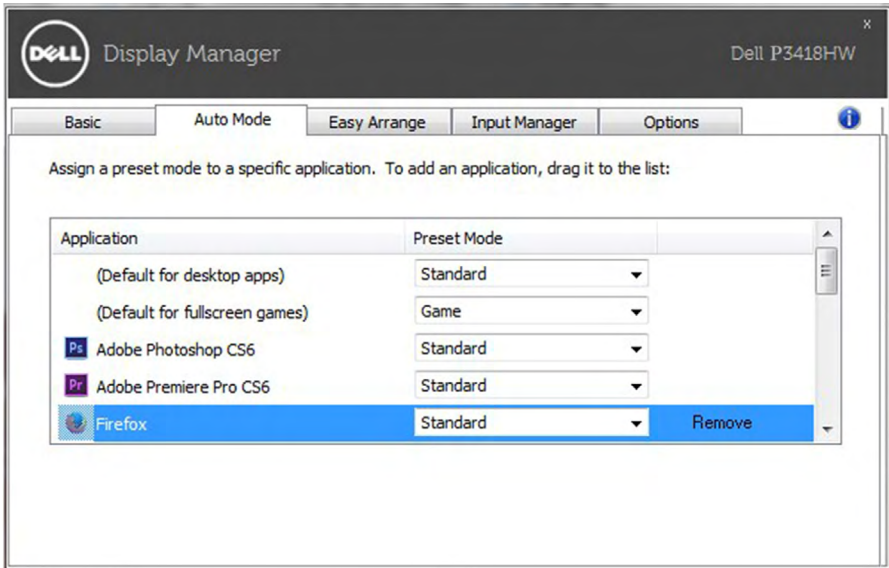 x
DELL Display Manager Dell P3418HW
Basic Auto Mode Easy Arrange Input Manager Options i
Assign a preset mode to a specific application. To add an application, drag it to the list:
Application Preset Mode
(Default for desktop apps) Standard
(Default for fullscreen games) Game
Ps Adobe Photoshop CS6 Standard
Pr Adobe Premiere Pro CS6 Standard
Firefox Standard Remove